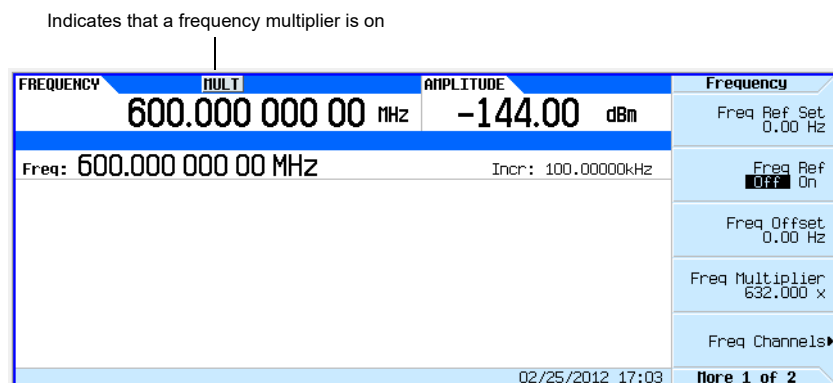 Indicates that a frequency multiplier is on
FREQUENCY MULT AMPLITUDE
600.000 000 00 MHz -144.00 dBm
Freq: 600.000 000 00 MHz Incr: 100.00000kHz
02/25/2012 17:03
Frequency
Freq Ref Set
0.00 Hz
Freq Ref
Off On
Freq Offset
0.00 Hz
Freq Multiplier
632.000 x
Freq Channels
More 1 of 2